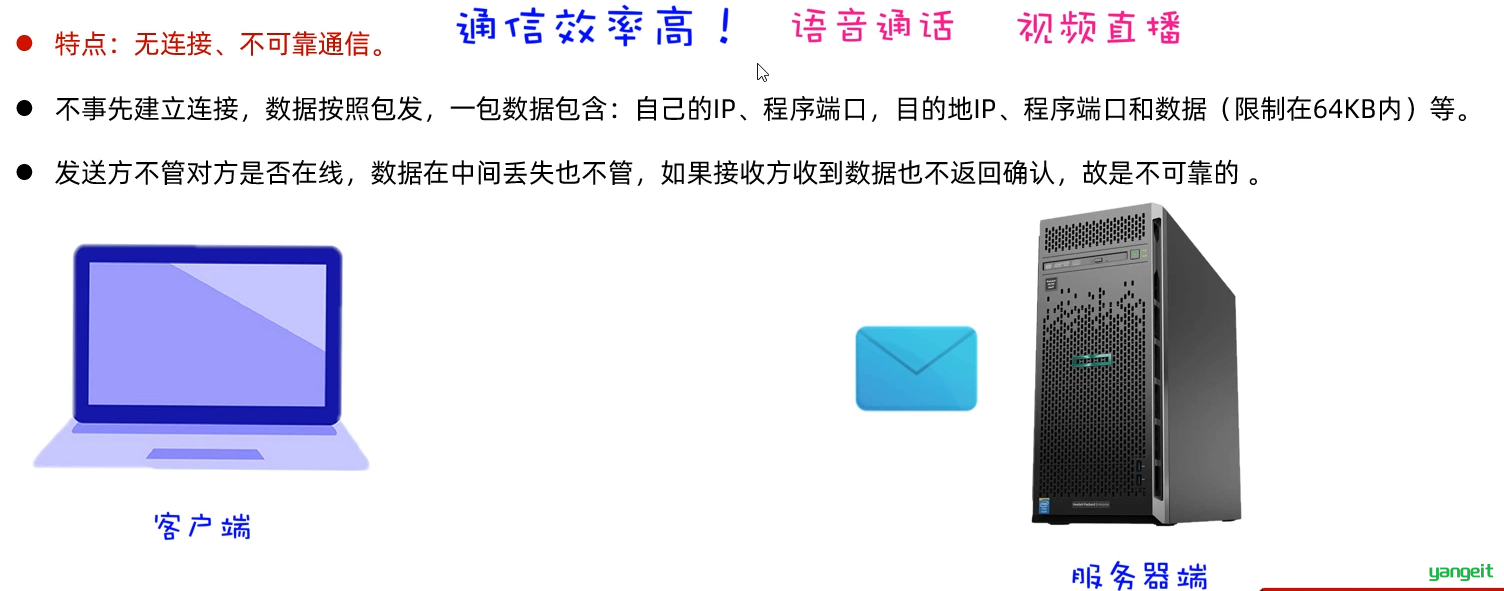 通信效率高！ 语音通话 视频直播
特点：无连接、不可靠通信。
不事先建立连接，数据按照包发，一包数据包含：自己的IP、程序端口，目的地IP、程序端口和数据（限制在64KB内）等。
发送方不管对方是否在线，数据在中间丢失也不管，如果接收方收到数据也不返回确认，故是不可靠的 。
客户端
服务器端
yangeit